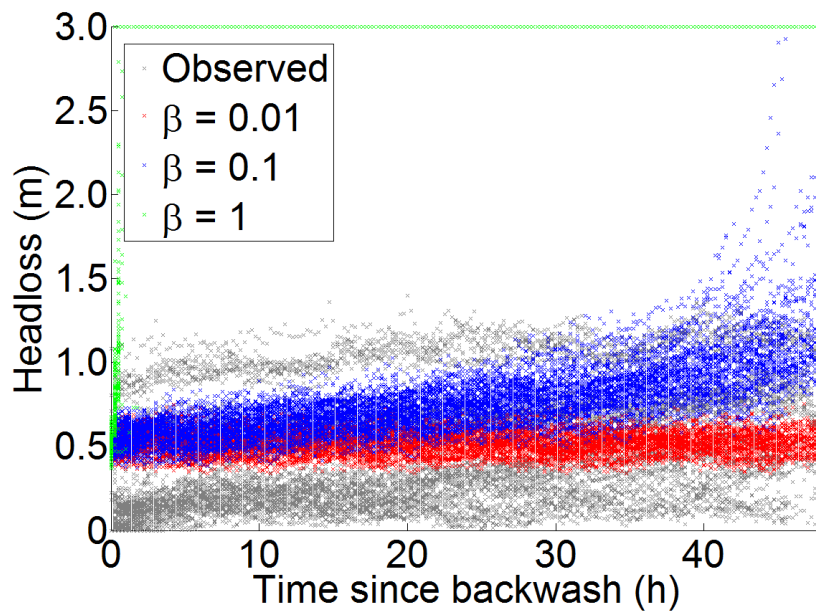 3.0
2.5
2.0
1.5
1.0
0.5
0
Headloss (m)
Observed
β = 0.01
β = 0.1
β = 1
0 10 20 30 40
Time since backwash (h)